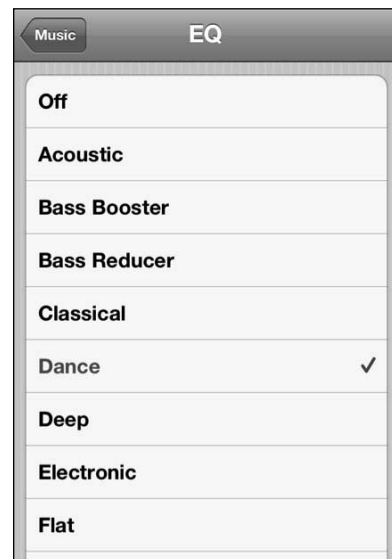 Music
EQ
Off
Acoustic
Bass Booster
Bass Reducer
Classical
Dance
Deep
Electronic
Flat